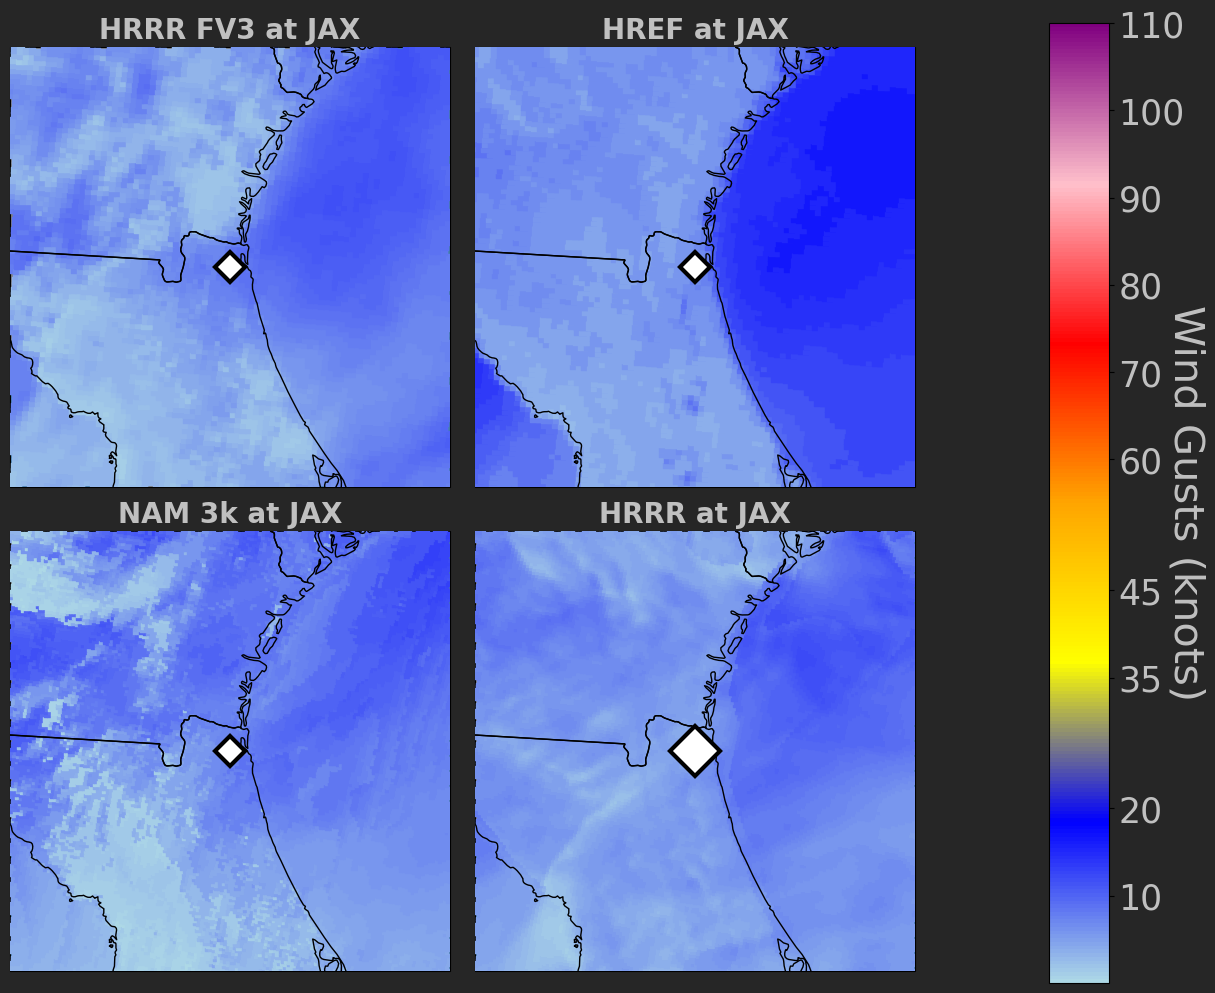 HRRR FV3 at JAX
HREF at JAX
NAM 3k at JAX
HRRR at JAX
110
100
90
80
70
60
45
35
20
10
Wind Gusts (knots)